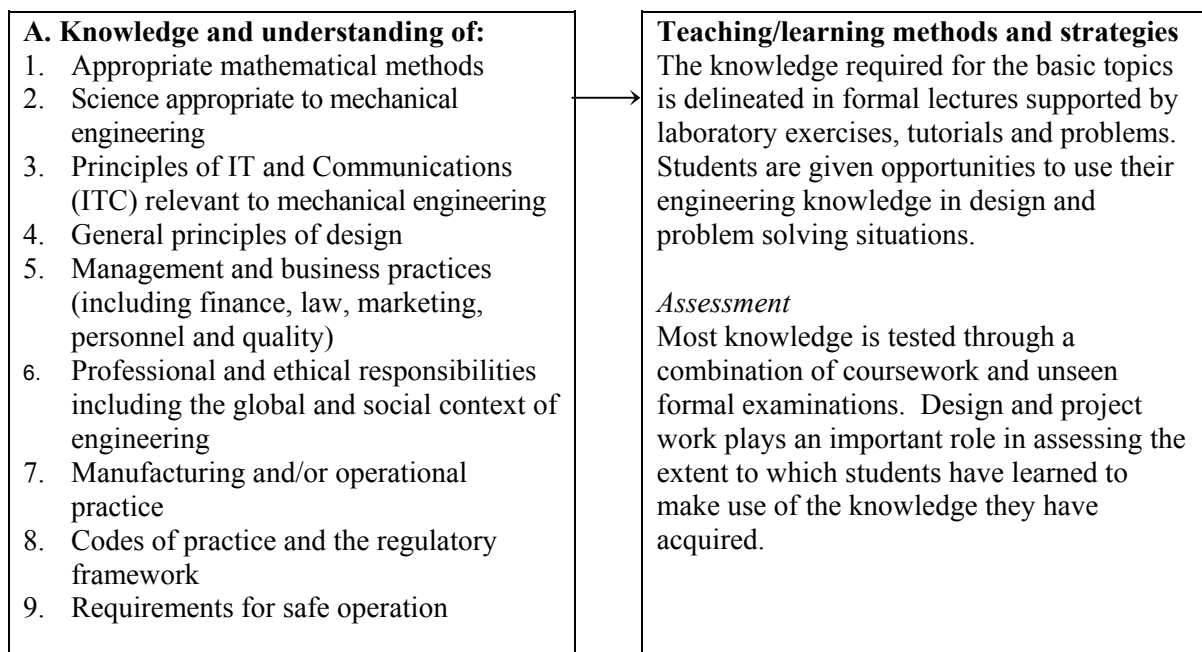 A. Knowledge and understanding of:
1. Appropriate mathematical methods
2. Science appropriate to mechanical
engineering
3. Principles of IT and Communications
(ITC) relevant to mechanical engineering
4. General principles of design
5. Management and business practices
(including finance, law, marketing,
personnel and quality)
6. Professional and ethical responsibilities
including the global and social context of
engineering
7. Manufacturing and/or operational
practice
8. Codes of practice and the regulatory
framework
9. Requirements for safe operation
Teaching/learning methods and strategies
The knowledge required for the basic topics
is delineated in formal lectures supported by
laboratory exercises, tutorials and problems.
Students are given opportunities to use their
engineering knowledge in design and
problem solving situations.
Assessment
Most knowledge is tested through a
combination of coursework and unseen
formal examinations.  Design and project
work plays an important role in assessing the
extent to which students have learned to
make use of the knowledge they have
acquired.